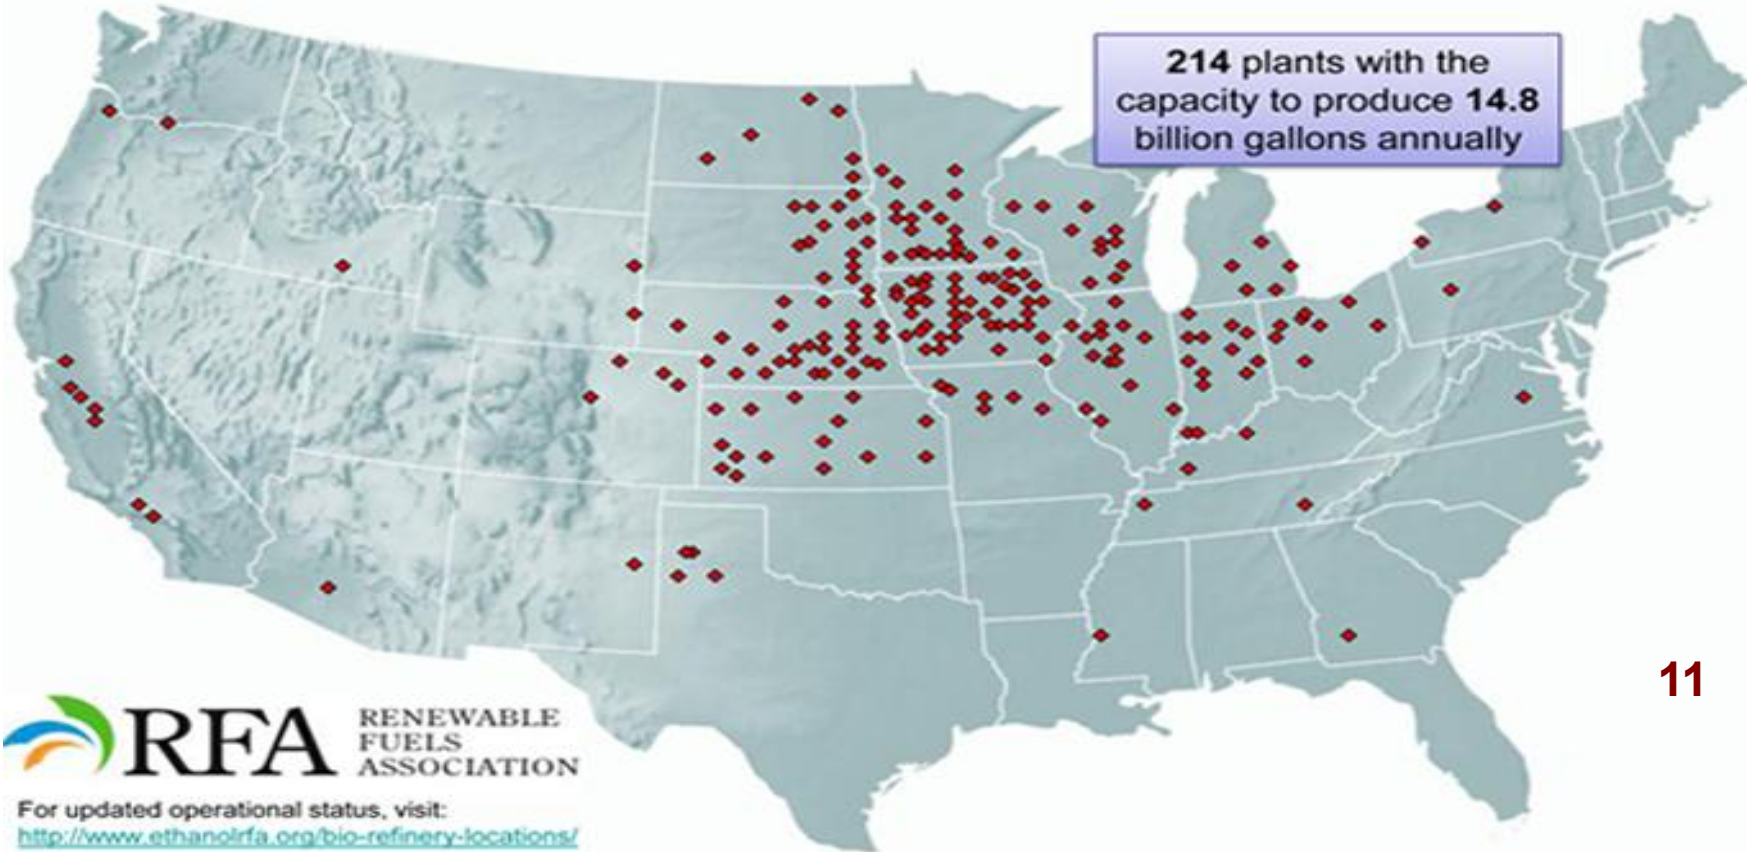 214 plants with the
capacity to produce 14.8
billion gallons annually
11
RFA
RENEWABLE
FUELS
ASSOCIATION
For updated operational status, visit:
http://www.ethanolrfa.org/bio-refinery-locations/